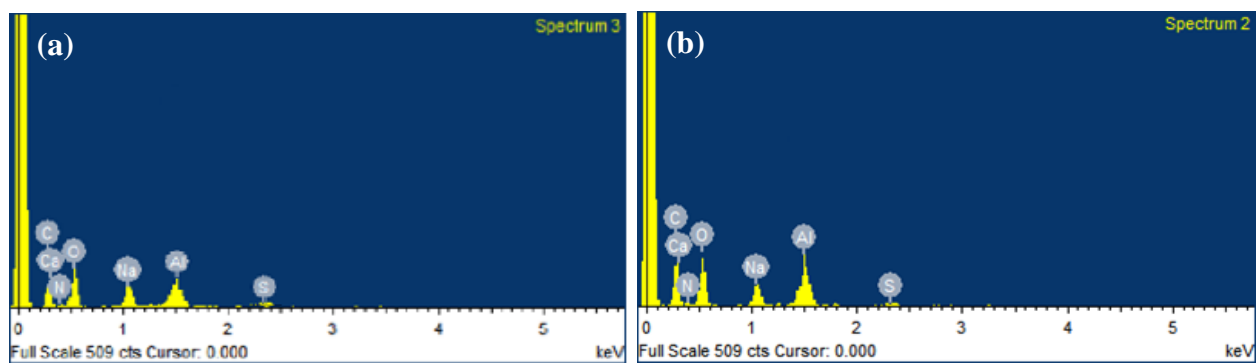 (a)
Spectrum 3
C
Ca
N
O
Na
Al
S
0 1 2 3 4 5
Full Scale 509 cts Cursor: 0.000 keV
(b)
Spectrum 2
C
Ca
N
O
Na
Al
S
0 1 2 3 4 5
Full Scale 509 cts Cursor: 0.000 keV